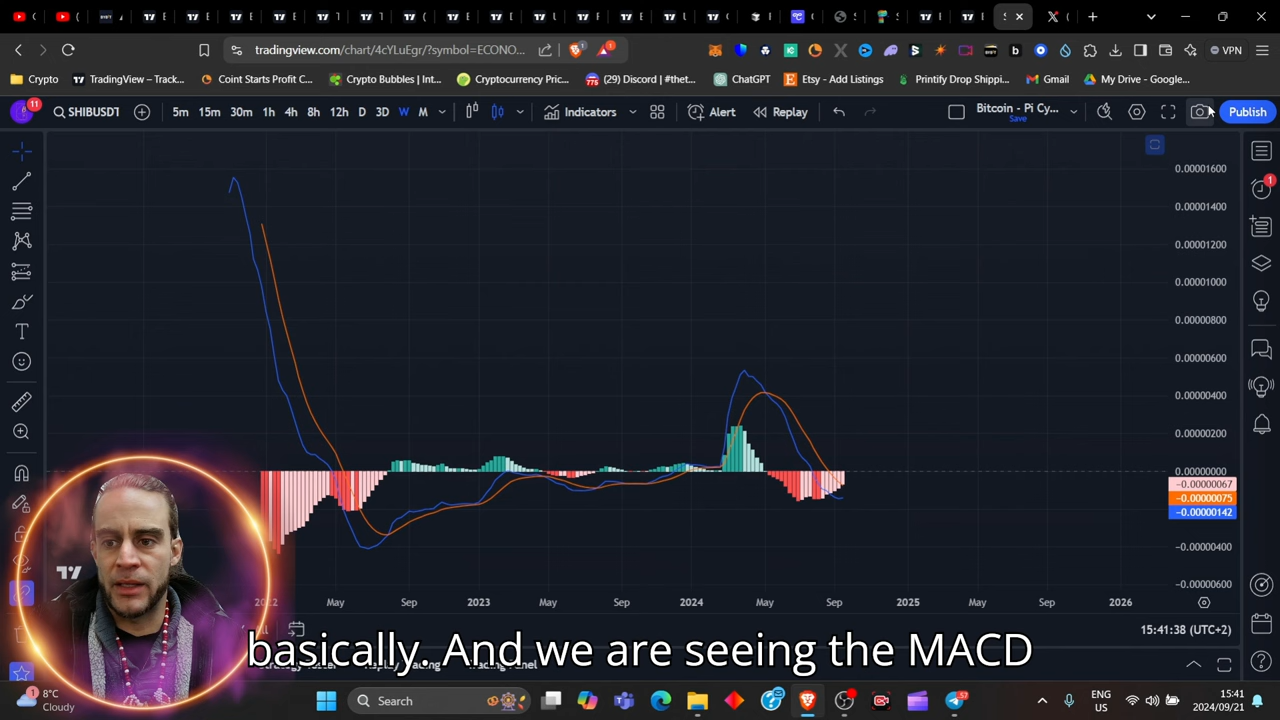 tradingview.com/chart/4cYLuEgr/?symbol=ECONO...
VPN
Crypto
TradingView – Track...
Coint Starts Profit C...
Crypto Bubbles | Int...
Cryptocurrency Pric...
(29) Discord | #thet...
ChatGPT
Etsy - Add Listings
Printify Drop Shippi...
Gmail
My Drive - Google...
11
SHIBUSDT
5m
15m
30m
1h
4h
8h
12h
D
3D
W
M
Indicators
Alert
Replay
Bitcoin - Pi Cy...
Save
Publish
0.00001600
0.00001400
0.00001200
0.00001000
0.00000800
0.00000600
0.00000400
0.00000200
0.00000000
-0.00000067
-0.00000075
-0.00000142
-0.00000400
-0.00000600
2022
May
Sep
2023
May
Sep
2024
May
Sep
2025
May
Sep
2026
15:41:38 (UTC+2)
basically. And we are seeing the MACD
8°C
Cloudy
Search
ENG
US
15:41
2024/09/21